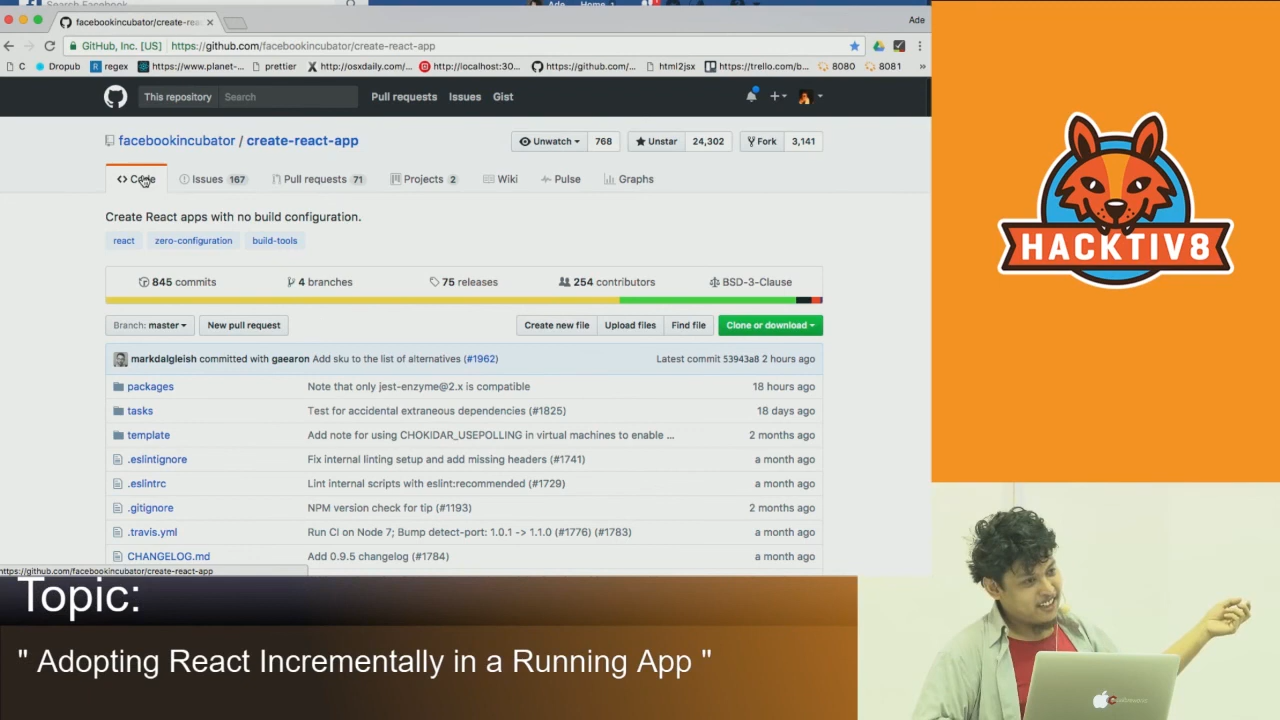 Search Facebook
Ade
Home 1
facebookincubator/create-rea
Ade
GitHub, Inc. [US]
https://github.com/facebookincubator/create-react-app
C
Dropub
regex
https://www.planet-...
prettier
http://osxdaily.com/...
http://localhost:30...
https://github.com/...
html2jsx
https://trello.com/b...
8080
8081
»
This repository
Search
Pull requests
Issues
Gist
facebookincubator / create-react-app
Unwatch
768
Unstar
24,302
Fork
3,141
<> Code
Issues 167
Pull requests 71
Projects 2
Wiki
Pulse
Graphs
Create React apps with no build configuration.
react
zero-configuration
build-tools
845 commits
4 branches
75 releases
254 contributors
BSD-3-Clause
Branch: master
New pull request
Create new file
Upload files
Find file
Clone or download
markdalgleish committed with gaearon Add sku to the list of alternatives (#1962)
Latest commit 53943a8 2 hours ago
packages
Note that only jest-enzyme@2.x is compatible
18 hours ago
tasks
Test for accidental extraneous dependencies (#1825)
18 days ago
template
Add note for using CHOKIDAR_USEPOLLING in virtual machines to enable ...
2 months ago
.eslintignore
Fix internal linting setup and add missing headers (#1741)
a month ago
.eslintrc
Lint internal scripts with eslint:recommended (#1729)
a month ago
.gitignore
NPM version check for tip (#1193)
2 months ago
.travis.yml
Run CI on Node 7; Bump detect-port: 1.0.1 -> 1.1.0 (#1776) (#1783)
a month ago
CHANGELOG.md
Add 0.9.5 changelog (#1784)
a month ago
https://github.com/facebookincubator/create-react-app
HACKTIV8
Topic:
" Adopting React Incrementally in a Running App "